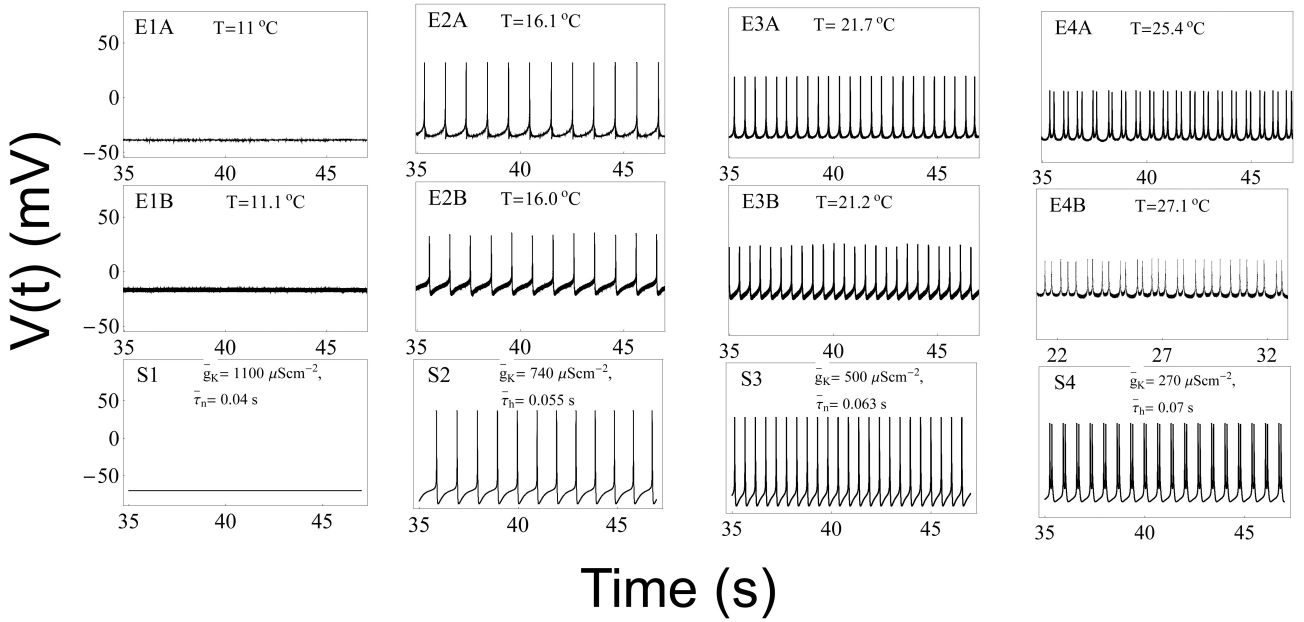 E1A T=11 °C
E2A T=16.1 °C
E3A T= 21.7 °C
E4A T=25.4 °C
50
0
−50
35 40 45
35 40 45
35 40 45
35 40 45
E1B T=11.1 °C
E2B T=16.0 °C
E3B T=21.2 °C
E4B T=27.1 °C
50
0
−50
35 40 45
35 40 45
35 40 45
22 27 32
S1 g̅K = 1100 μScm−2,
τ̅n= 0.04 s
S2 g̅K = 740 μScm−2,
τ̅h= 0.055 s
S3 g̅K = 500 μScm−2,
τ̅n= 0.063 s
S4 g̅K = 270 μScm−2,
τ̅h= 0.07 s
50
0
−50
35 40 45
35 40 45
35 40 45
35 40 45
V(t) (mV)
Time (s)